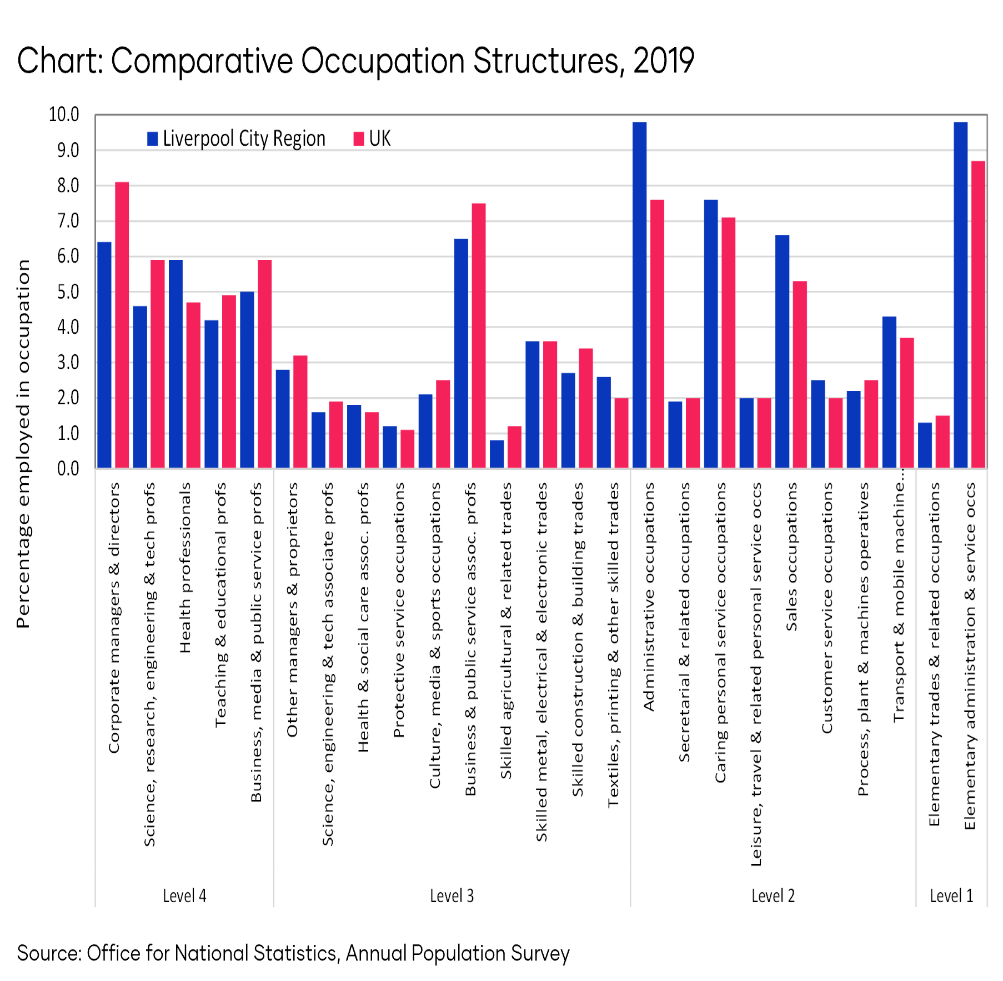 Chart: Comparative Occupation Structures, 2019
Liverpool City Region
UK
Percentage employed in occupation
10.0
9.0
8.0
7.0
6.0
5.0
4.0
3.0
2.0
1.0
0.0
Corporate managers & directors
Science, research, engineering & tech profs
Health professionals
Teaching & educational profs
Business, media & public service profs
Other managers & proprietors
Science, engineering & tech associate profs
Health & social care assoc. profs
Protective service occupations
Culture, media & sports occupations
Business & public service assoc. profs
Skilled agricultural & related trades
Skilled metal, electrical & electronic trades
Skilled construction & building trades
Textiles, printing & other skilled trades
Administrative occupations
Secretarial & related occupations
Caring personal service occupations
Leisure, travel & related personal service occs
Sales occupations
Customer service occupations
Process, plant & machines operatives
Transport & mobile machine...
Elementary trades & related occupations
Elementary administration & service occs
Level 4
Level 3
Level 2
Level 1
Source: Office for National Statistics, Annual Population Survey